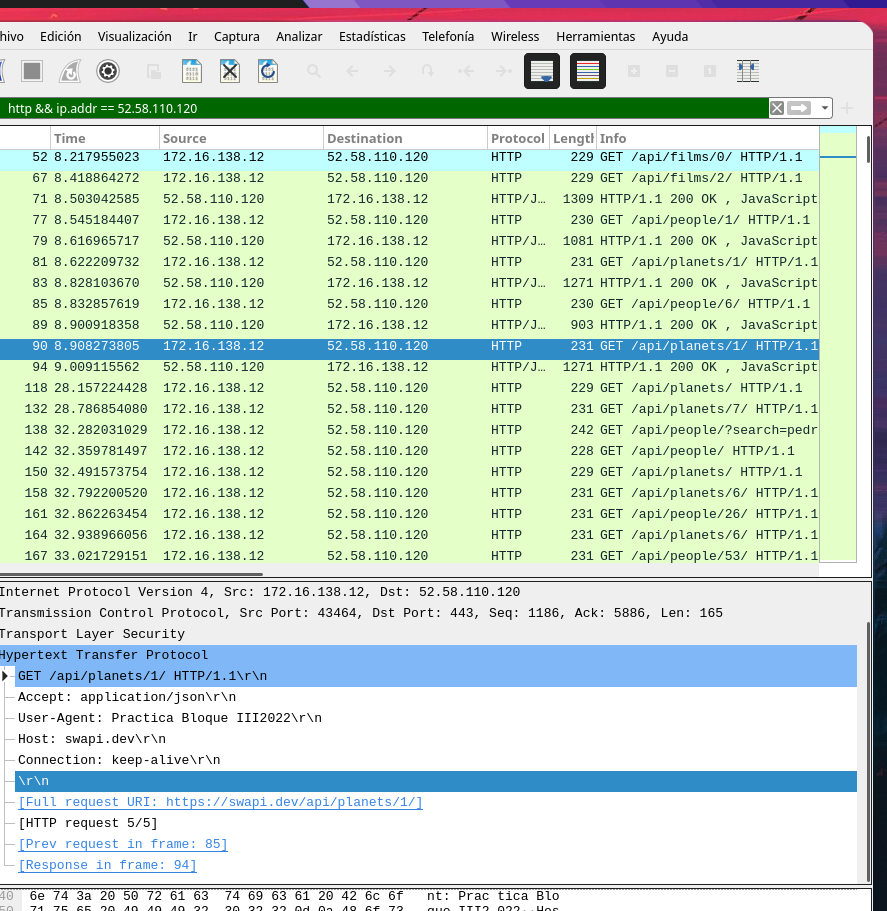 hivo Edición Visualización Ir Captura Analizar Estadísticas Telefonía Wireless Herramientas Ayuda
http && ip.addr == 52.58.110.120
Time Source Destination Protocol Lengtl Info
52 8.217955023 172.16.138.12 52.58.110.120 HTTP 229 GET /api/films/0/ HTTP/1.1
67 8.418864272 172.16.138.12 52.58.110.120 HTTP 229 GET /api/films/2/ HTTP/1.1
71 8.503042585 52.58.110.120 172.16.138.12 HTTP/J… 1309 HTTP/1.1 200 OK , JavaScript
77 8.545184407 172.16.138.12 52.58.110.120 HTTP 230 GET /api/people/1/ HTTP/1.1
79 8.616965717 52.58.110.120 172.16.138.12 HTTP/J… 1081 HTTP/1.1 200 OK , JavaScript
81 8.622209732 172.16.138.12 52.58.110.120 HTTP 231 GET /api/planets/1/ HTTP/1.1
83 8.828103670 52.58.110.120 172.16.138.12 HTTP/J… 1271 HTTP/1.1 200 OK , JavaScript
85 8.832857619 172.16.138.12 52.58.110.120 HTTP 230 GET /api/people/6/ HTTP/1.1
89 8.900918358 52.58.110.120 172.16.138.12 HTTP/J… 903 HTTP/1.1 200 OK , JavaScript
90 8.908273805 172.16.138.12 52.58.110.120 HTTP 231 GET /api/planets/1/ HTTP/1.1
94 9.009115562 52.58.110.120 172.16.138.12 HTTP/J… 1271 HTTP/1.1 200 OK , JavaScript
118 28.157224428 172.16.138.12 52.58.110.120 HTTP 229 GET /api/planets/ HTTP/1.1
132 28.786854080 172.16.138.12 52.58.110.120 HTTP 231 GET /api/planets/7/ HTTP/1.1
138 32.282031029 172.16.138.12 52.58.110.120 HTTP 242 GET /api/people/?search=pedr
142 32.359781497 172.16.138.12 52.58.110.120 HTTP 228 GET /api/people/ HTTP/1.1
150 32.491573754 172.16.138.12 52.58.110.120 HTTP 229 GET /api/planets/ HTTP/1.1
158 32.792200520 172.16.138.12 52.58.110.120 HTTP 231 GET /api/planets/6/ HTTP/1.1
161 32.862263454 172.16.138.12 52.58.110.120 HTTP 231 GET /api/people/26/ HTTP/1.1
164 32.938966056 172.16.138.12 52.58.110.120 HTTP 231 GET /api/planets/6/ HTTP/1.1
167 33.021729151 172.16.138.12 52.58.110.120 HTTP 231 GET /api/people/53/ HTTP/1.1
Internet Protocol Version 4, Src: 172.16.138.12, Dst: 52.58.110.120
Transmission Control Protocol, Src Port: 43464, Dst Port: 443, Seq: 1186, Ack: 5886, Len: 165
Transport Layer Security
Hypertext Transfer Protocol
GET /api/planets/1/ HTTP/1.1\r\n
Accept: application/json\r\n
User-Agent: Practica Bloque III2022\r\n
Host: swapi.dev\r\n
Connection: keep-alive\r\n
\r\n
[Full request URI: https://swapi.dev/api/planets/1/]
[HTTP request 5/5]
[Prev request in frame: 85]
[Response in frame: 94]
40 6e 74 3a 20 50 72 61 63 74 69 63 61 20 42 6c 6f nt: Prac tica Blo
50 71 75 65 20 49 49 49 32 30 32 32 0d 0a 48 6f 73 que III2 022··Hos